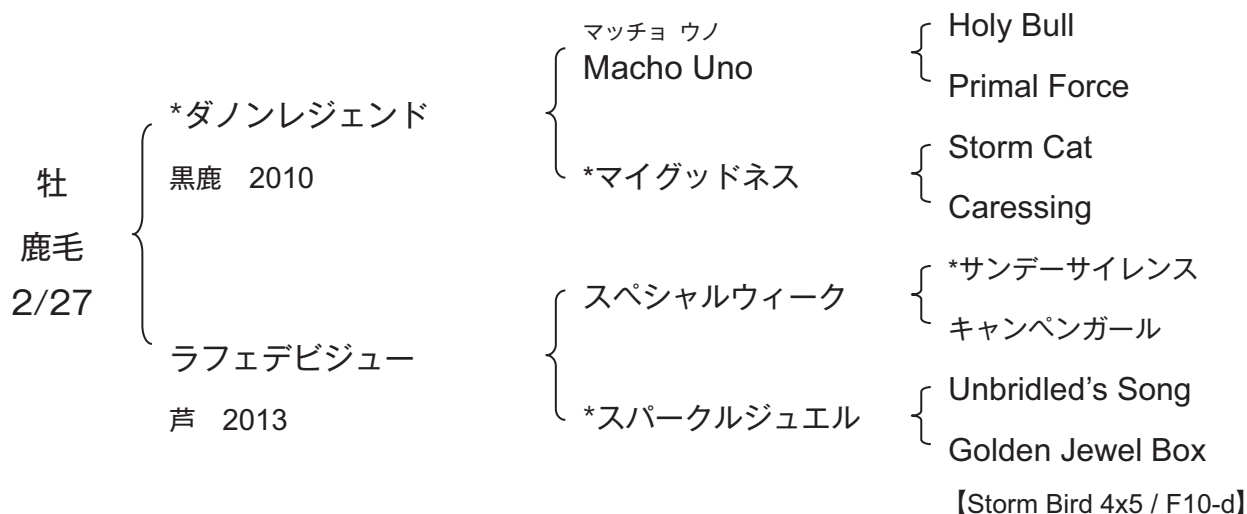 牡
鹿毛
2/27
*ダノンレジェンド
黒鹿 2010
ラフェデビジュー
芦 2013
マッチョ ウノ
Macho Uno
*マイグッドネス
スペシャルウィーク
*スパークルジュエル
Holy Bull
Primal Force
Storm Cat
Caressing
*サンデーサイレンス
キャンペンガール
Unbridled’s Song
Golden Jewel Box
【Storm Bird 4x5 / F10-d】